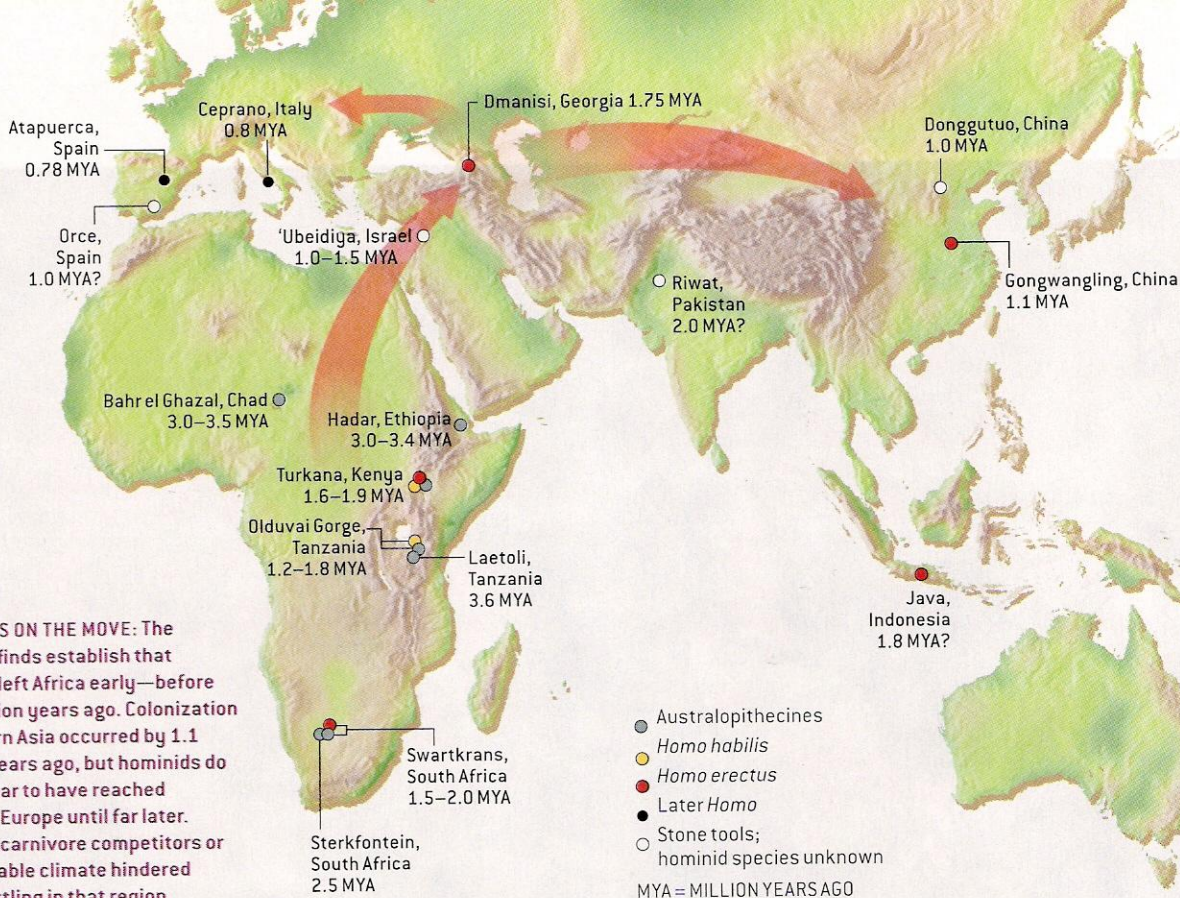 Ceprano, Italy
0.8 MYA
Dmanisi, Georgia 1.75 MYA
Atapuerca,
Spain
0.78 MYA
Donggutuo, China
1.0 MYA
Orce,
Spain
1.0 MYA?
'Ubeidiya, Israel
1.0–1.5 MYA
Riwat,
Pakistan
2.0 MYA?
Gongwangling, China
1.1 MYA
Bahr el Ghazal, Chad
3.0–3.5 MYA
Hadar, Ethiopia
3.0–3.4 MYA
Turkana, Kenya
1.6–1.9 MYA
Olduvai Gorge,
Tanzania
1.2–1.8 MYA
Laetoli,
Tanzania
3.6 MYA
Java,
Indonesia
1.8 MYA?
S ON THE MOVE: The
finds establish that
left Africa early—before
ion years ago. Colonization
rn Asia occurred by 1.1
ears ago, but hominids do
ar to have reached
Europe until far later.
carnivore competitors or
able climate hindered
ttling in that region
Swartkrans,
South Africa
1.5–2.0 MYA
Sterkfontein,
South Africa
2.5 MYA
Australopithecines
Homo habilis
Homo erectus
Later Homo
Stone tools;
hominid species unknown
MYA = MILLION YEARS AGO